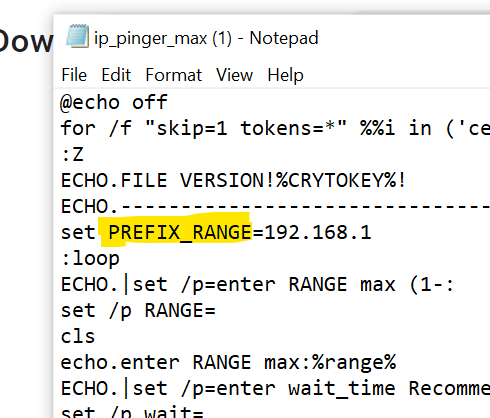 Dow
ip_pinger_max (1) - Notepad
File Edit Format View Help
@echo off
for /f "skip=1 tokens=*" %%i in ('ce
:Z
ECHO.FILE VERSION!%CRYTOKEY%!
ECHO.-------------------------------
set PREFIX_RANGE=192.168.1
:loop
ECHO.|set /p=enter RANGE max (1-:
set /p RANGE=
cls
echo.enter RANGE max:%range%
ECHO.|set /p=enter wait_time Recomme
set /p wait=